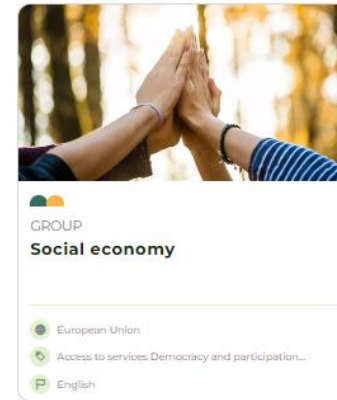 GROUP
Social economy
European Union
Access to services Democracy and participation...
English